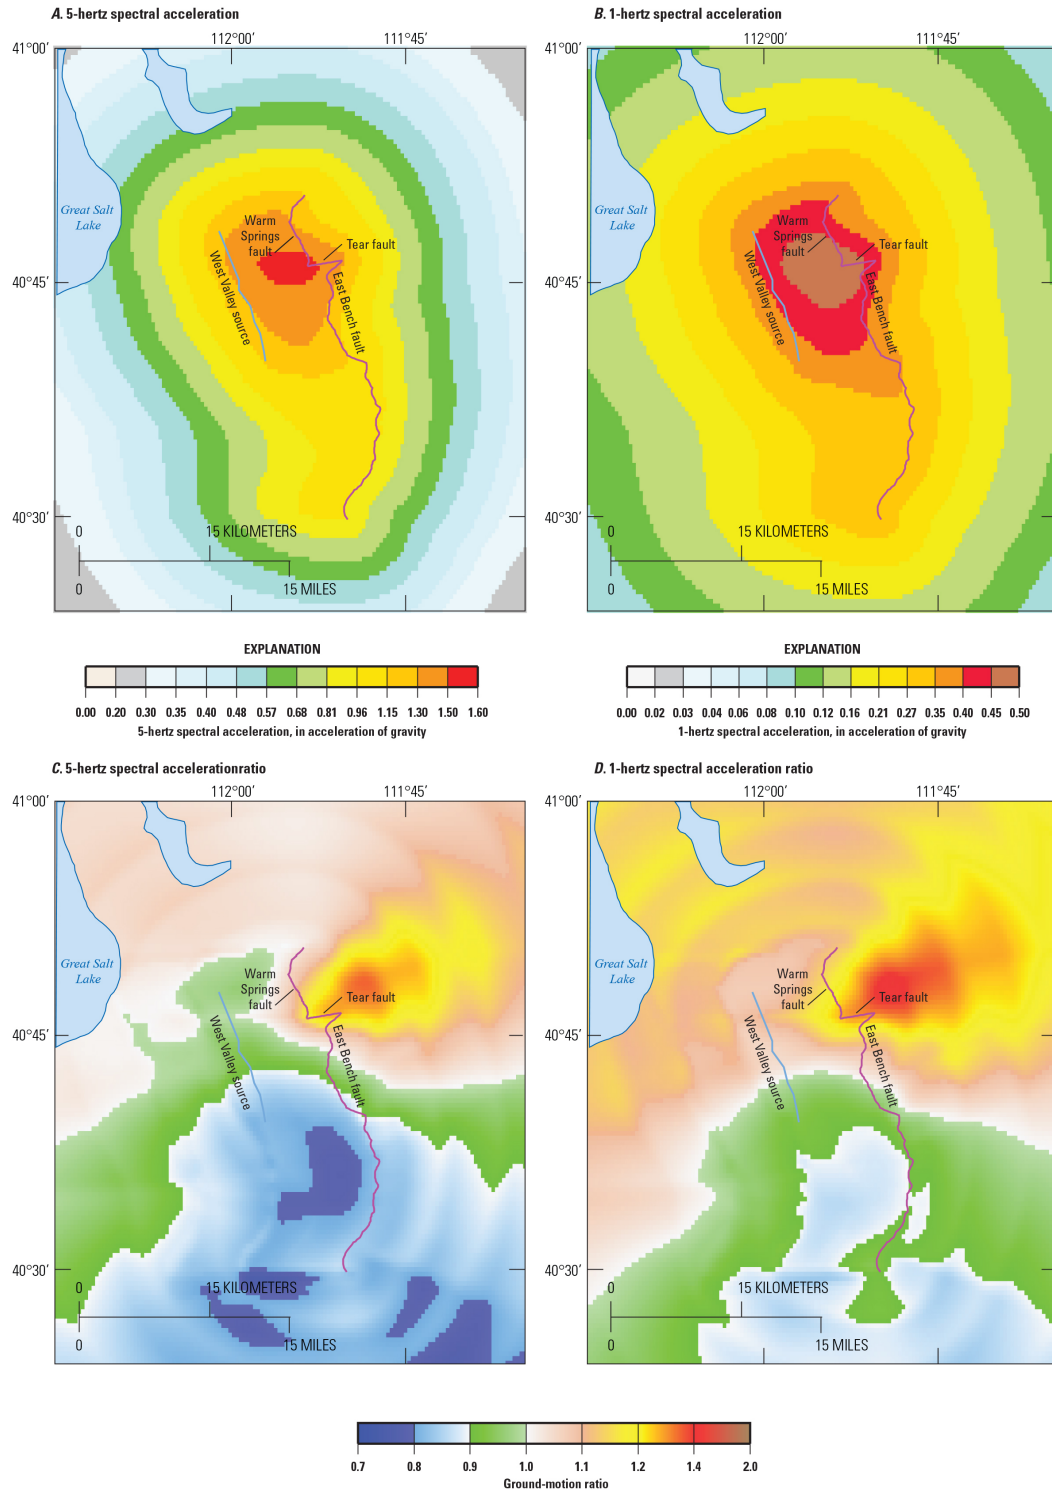 A. 5-hertz spectral acceleration
112°00′ 111°45′
41°00′
Great Salt
Lake
Warm
Springs
fault
Tear fault
40°45′
West Valley source
East Bench fault
40°30′
0 15 KILOMETERS
0 15 MILES
EXPLANATION
0.00 0.20 0.30 0.35 0.40 0.48 0.57 0.68 0.81 0.96 1.15 1.30 1.50 1.60
5-hertz spectral acceleration, in acceleration of gravity
B. 1-hertz spectral acceleration
112°00′ 111°45′
41°00′
Great Salt
Lake
Warm
Springs
fault
Tear fault
40°45′
West Valley source
East Bench fault
40°30′
0 15 KILOMETERS
0 15 MILES
EXPLANATION
0.00 0.02 0.03 0.04 0.06 0.08 0.10 0.12 0.16 0.21 0.27 0.35 0.40 0.45 0.50
1-hertz spectral acceleration, in acceleration of gravity
C. 5-hertz spectral accelerationratio
112°00′ 111°45′
41°00′
Great Salt
Lake
Warm
Springs
fault
Tear fault
40°45′
West Valley source
East Bench fault
40°30′
0 15 KILOMETERS
0 15 MILES
D. 1-hertz spectral acceleration ratio
112°00′ 111°45′
41°00′
Great Salt
Lake
Warm
Springs
fault
Tear fault
40°45′
West Valley source
East Bench fault
40°30′
0 15 KILOMETERS
0 15 MILES
0.7 0.8 0.9 1.0 1.1 1.2 1.4 2.0
Ground-motion ratio